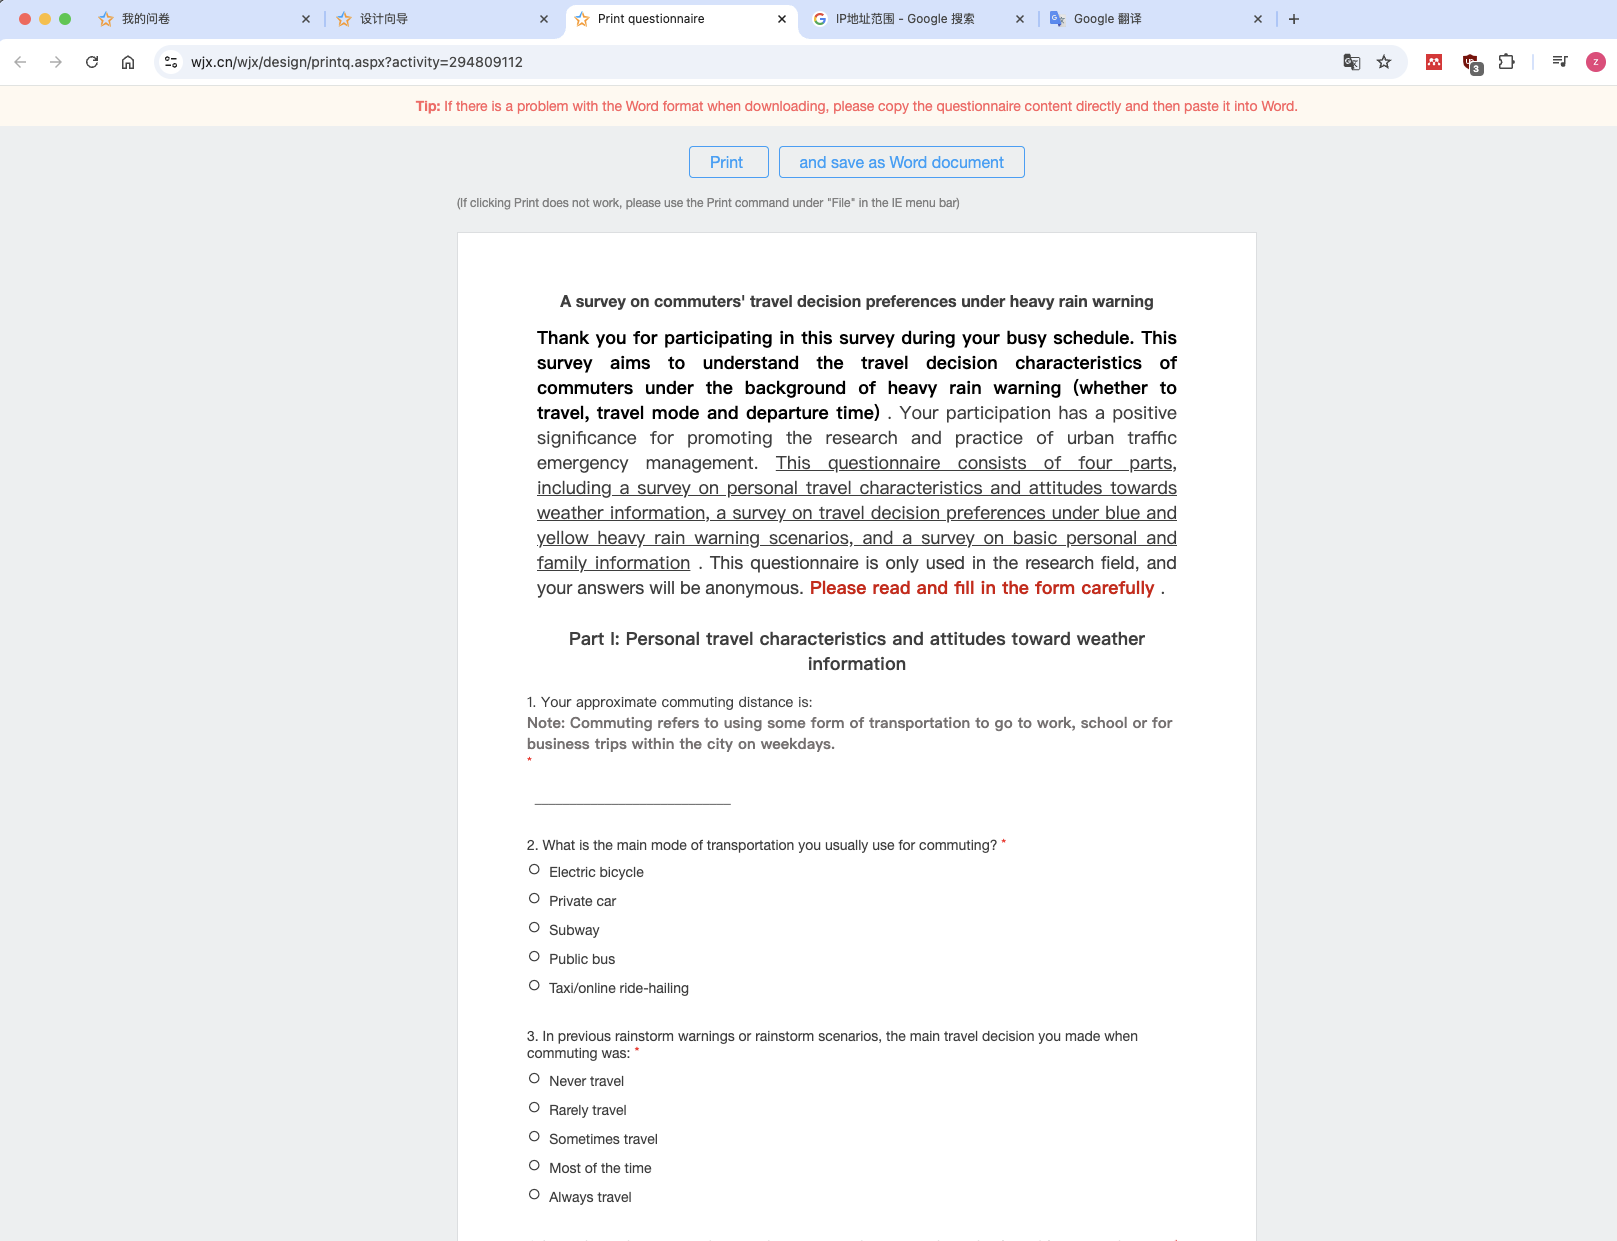 我的问卷
设计向导
Print questionnaire
IP地址范围 - Google 搜索
Google 翻译
wjx.cn/wjx/design/printq.aspx?activity=294809112
3
z
Tip: If there is a problem with the Word format when downloading, please copy the questionnaire content directly and then paste it into Word.
Print
and save as Word document
(If clicking Print does not work, please use the Print command under "File" in the IE menu bar)
A survey on commuters' travel decision preferences under heavy rain warning
Thank you for participating in this survey during your busy schedule. This
survey aims to understand the travel decision characteristics of
commuters under the background of heavy rain warning (whether to
travel, travel mode and departure time) . Your participation has a positive
significance for promoting the research and practice of urban traffic
emergency management. This questionnaire consists of four parts,
including a survey on personal travel characteristics and attitudes towards
weather information, a survey on travel decision preferences under blue and
yellow heavy rain warning scenarios, and a survey on basic personal and
family information . This questionnaire is only used in the research field, and
your answers will be anonymous. Please read and fill in the form carefully .
Part I: Personal travel characteristics and attitudes toward weather
information
1. Your approximate commuting distance is:
Note: Commuting refers to using some form of transportation to go to work, school or for
business trips within the city on weekdays.
*
2. What is the main mode of transportation you usually use for commuting? *
Electric bicycle
Private car
Subway
Public bus
Taxi/online ride-hailing
3. In previous rainstorm warnings or rainstorm scenarios, the main travel decision you made when
commuting was: *
Never travel
Rarely travel
Sometimes travel
Most of the time
Always travel